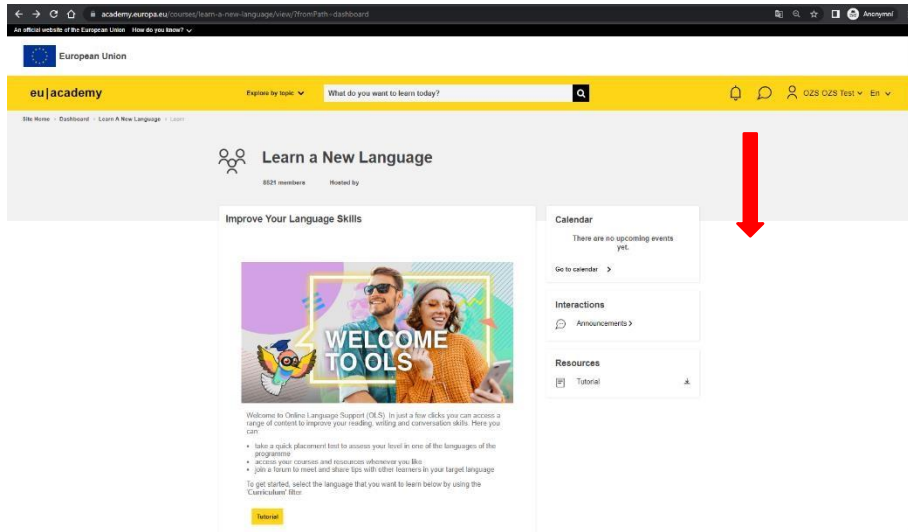 academy.europa.eu/courses/learn-a-new-language/view/?fromPath=dashboard
Anonymní
An official website of the European Union How do you know?
European Union
eu|academy
Explore by topic
What do you want to learn today?
OZS OZS Test
En
Site Home
Dashboard
Learn A New Language
Learn
Learn a New Language
8521 members
Hosted by
Improve Your Language Skills
WELCOME
TO OLS
Welcome to Online Language Support (OLS). In just a few clicks you can access a
range of content to improve your reading, writing and conversation skills. Here you
can:
• take a quick placement test to assess your level in one of the languages of the
programme
• access your courses and resources whenever you like
• join a forum to meet and share tips with other learners in your target language
To get started, select the language that you want to learn below by using the
'Curriculum' filter
Tutorial
Calendar
There are no upcoming events
yet.
Go to calendar
Interactions
Announcements
Resources
Tutorial